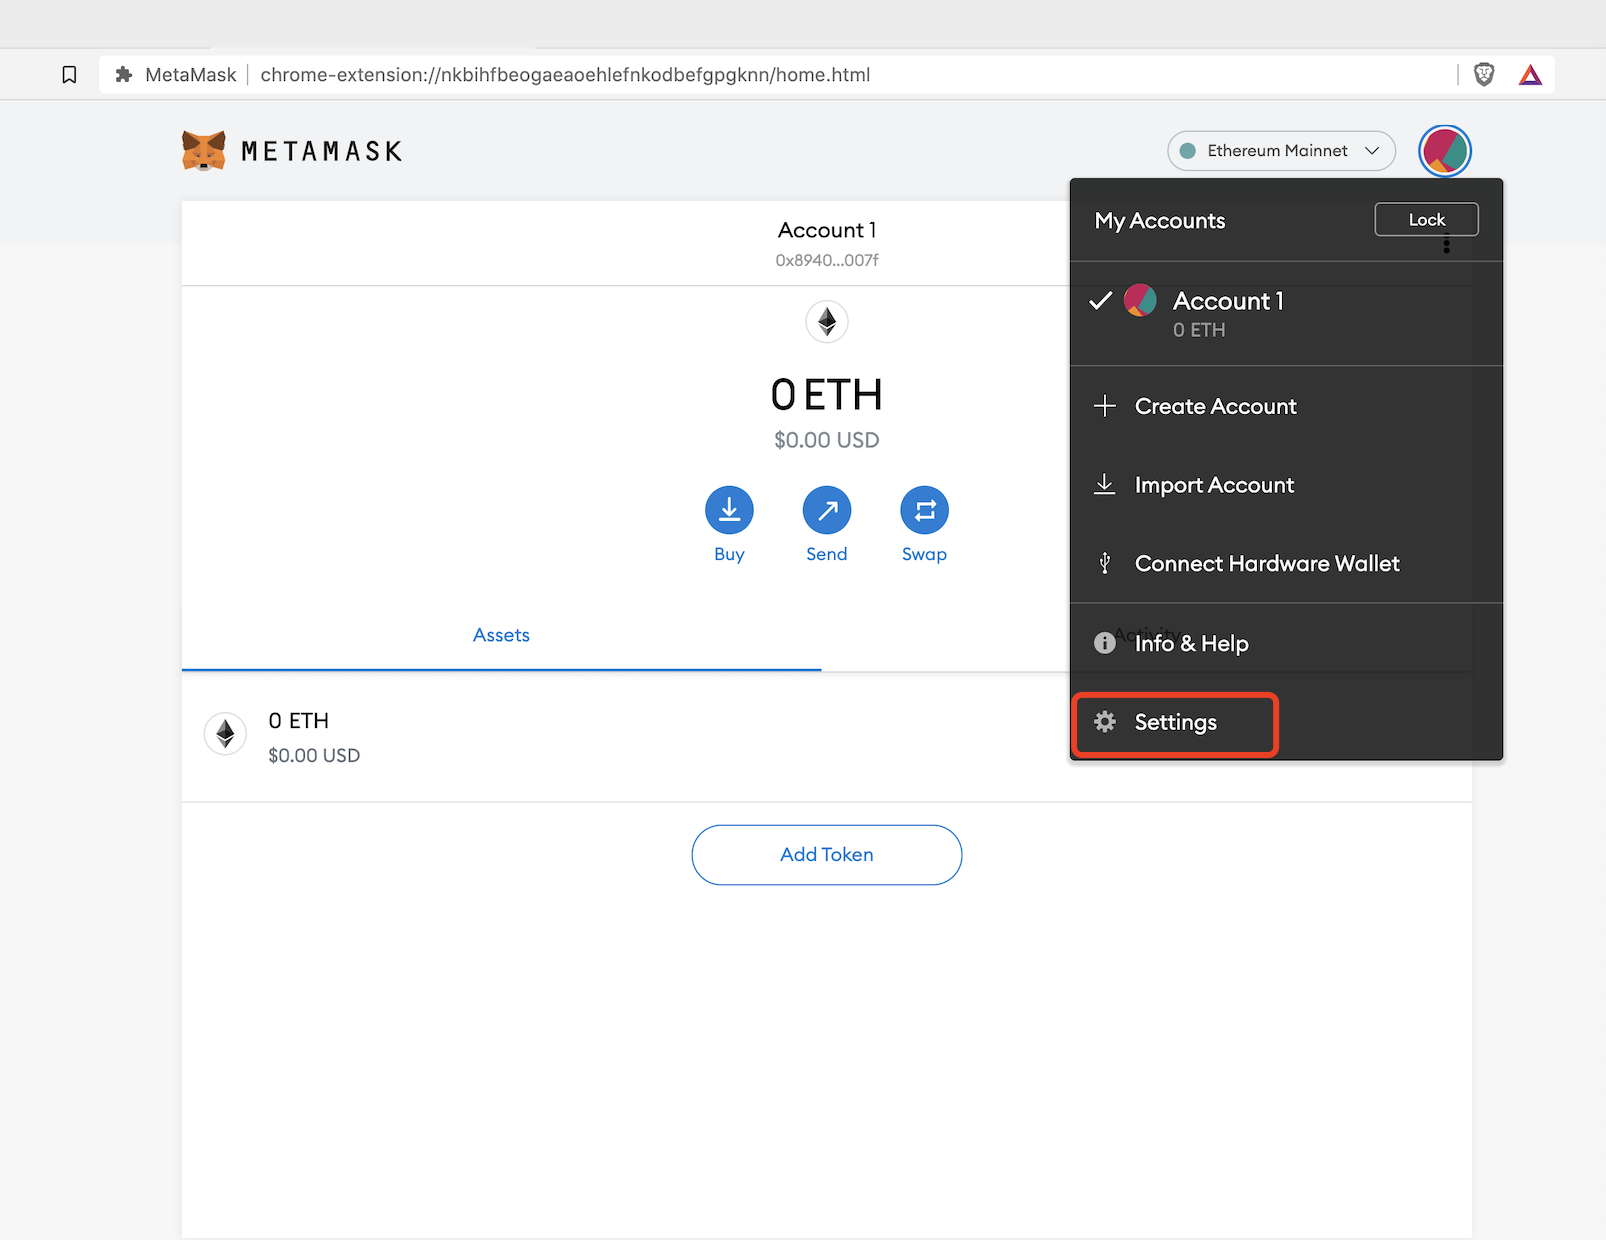 MetaMask chrome-extension://nkbihfbeogaeaoehlefnkodbefgpgknn/home.html
METAMASK
Ethereum Mainnet
Account 1
0x8940...007f
0 ETH
$0.00 USD
Buy Send Swap
Assets
Activity
0 ETH
$0.00 USD
Add Token
My Accounts
Lock
Account 1
0 ETH
Create Account
Import Account
Connect Hardware Wallet
Info & Help
Settings